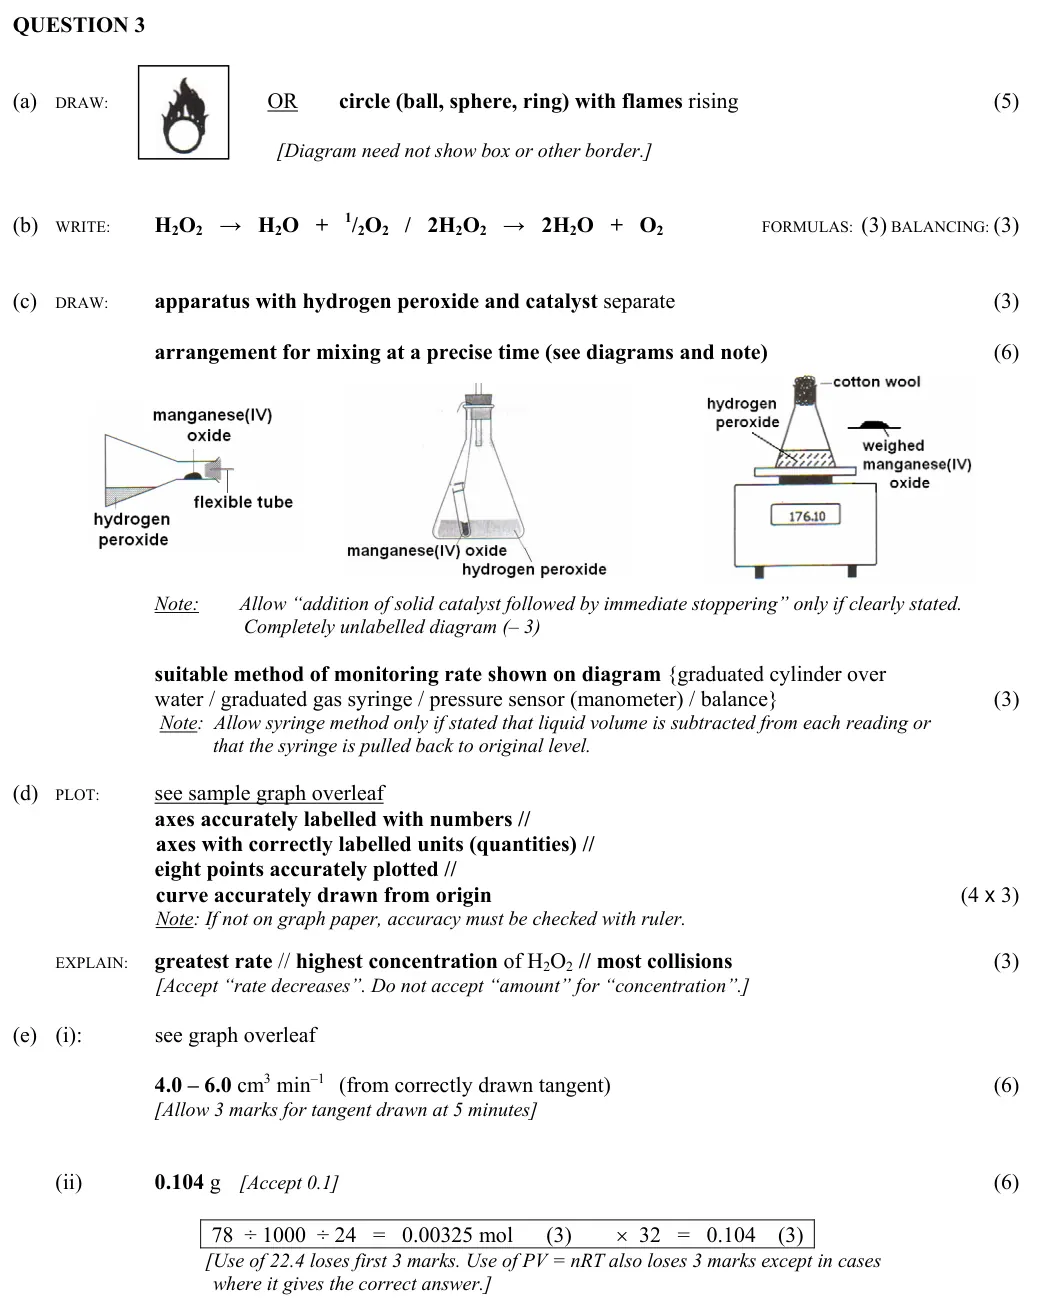 QUESTION 3
(a) DRAW: OR circle (ball, sphere, ring) with flames rising (5)
[Diagram need not show box or other border.]
(b) WRITE: H₂O₂ → H₂O + ¹/₂O₂ / 2H₂O₂ → 2H₂O + O₂ FORMULAS: (3) BALANCING: (3)
(c) DRAW: apparatus with hydrogen peroxide and catalyst separate (3)
arrangement for mixing at a precise time (see diagrams and note) (6)
manganese(IV)
oxide
flexible tube
hydrogen
peroxide
manganese(IV) oxide
hydrogen peroxide
cotton wool
hydrogen
peroxide
weighed
manganese(IV)
oxide
176.10
Note: Allow “addition of solid catalyst followed by immediate stoppering” only if clearly stated.
Completely unlabelled diagram (– 3)
suitable method of monitoring rate shown on diagram {graduated cylinder over
water / graduated gas syringe / pressure sensor (manometer) / balance} (3)
Note: Allow syringe method only if stated that liquid volume is subtracted from each reading or
that the syringe is pulled back to original level.
(d) PLOT: see sample graph overleaf
axes accurately labelled with numbers //
axes with correctly labelled units (quantities) //
eight points accurately plotted //
curve accurately drawn from origin (4 x 3)
Note: If not on graph paper, accuracy must be checked with ruler.
EXPLAIN: greatest rate // highest concentration of H₂O₂ // most collisions (3)
[Accept “rate decreases”. Do not accept “amount” for “concentration”.]
(e) (i): see graph overleaf
4.0 – 6.0 cm³ min⁻¹ (from correctly drawn tangent) (6)
[Allow 3 marks for tangent drawn at 5 minutes]
(ii) 0.104 g [Accept 0.1] (6)
78 ÷ 1000 ÷ 24 = 0.00325 mol (3) × 32 = 0.104 (3)
[Use of 22.4 loses first 3 marks. Use of PV = nRT also loses 3 marks except in cases
where it gives the correct answer.]